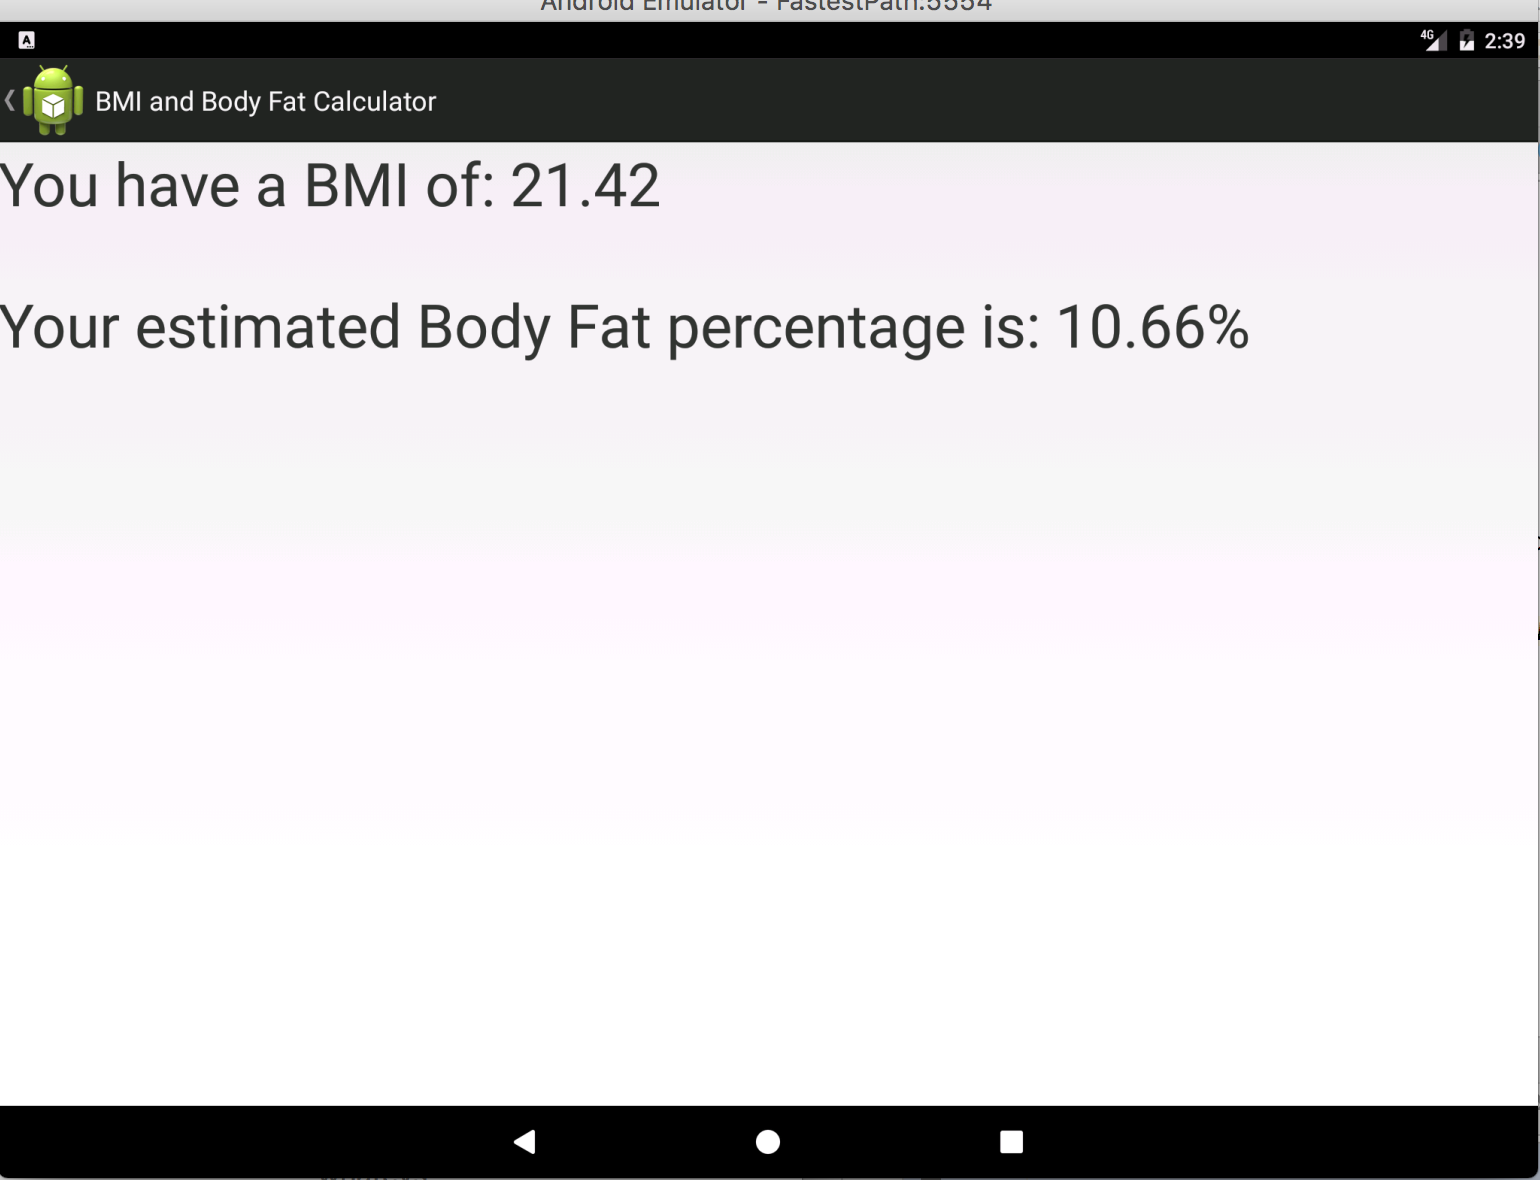 Android Emulator - FastestPath:5554
4G 2:39
BMI and Body Fat Calculator
You have a BMI of: 21.42
Your estimated Body Fat percentage is: 10.66%